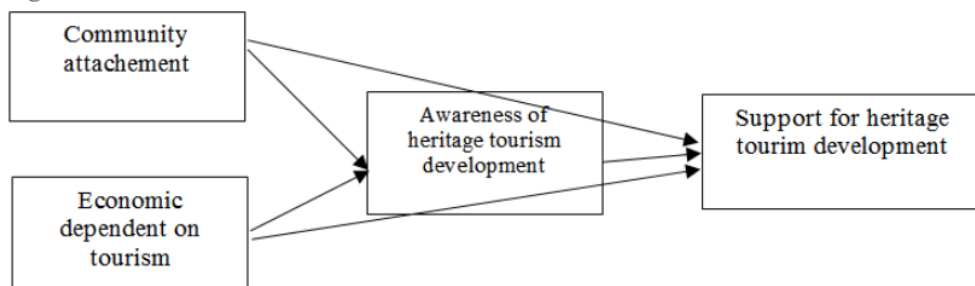 Community
attachement
Awareness of
heritage tourism
development
Support for heritage
tourim development
Economic
dependent on
tourism